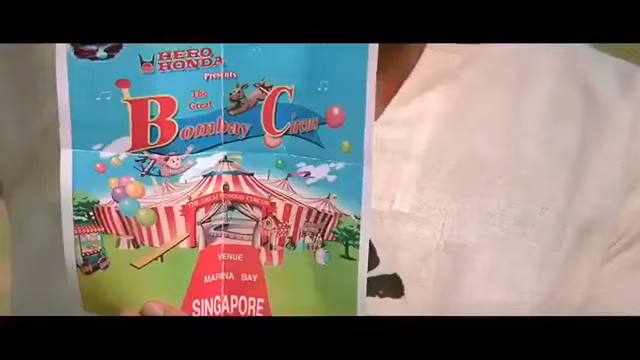 HERO
HONDA
Presents
The
Great
Bombay Circus
THE GREAT BOMBAY CIRCUS
VENUE
MARINA BAY
SINGAPORE